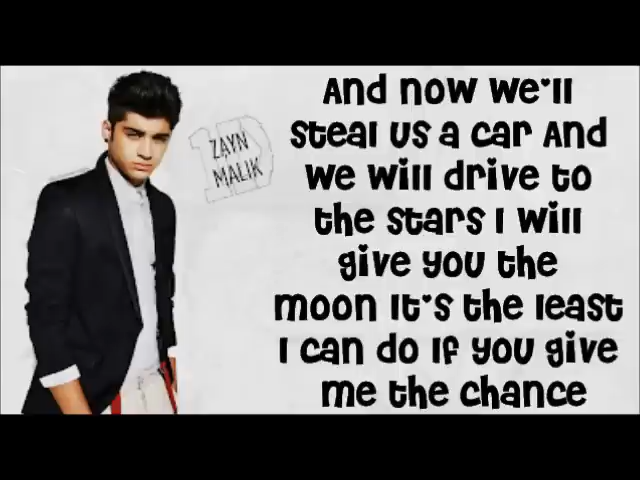 ZAYN
MALIK
And now we'll
steal us a car And
we will drive to
the stars I will
give you the
moon It's the least
I can do If you give
me the chance